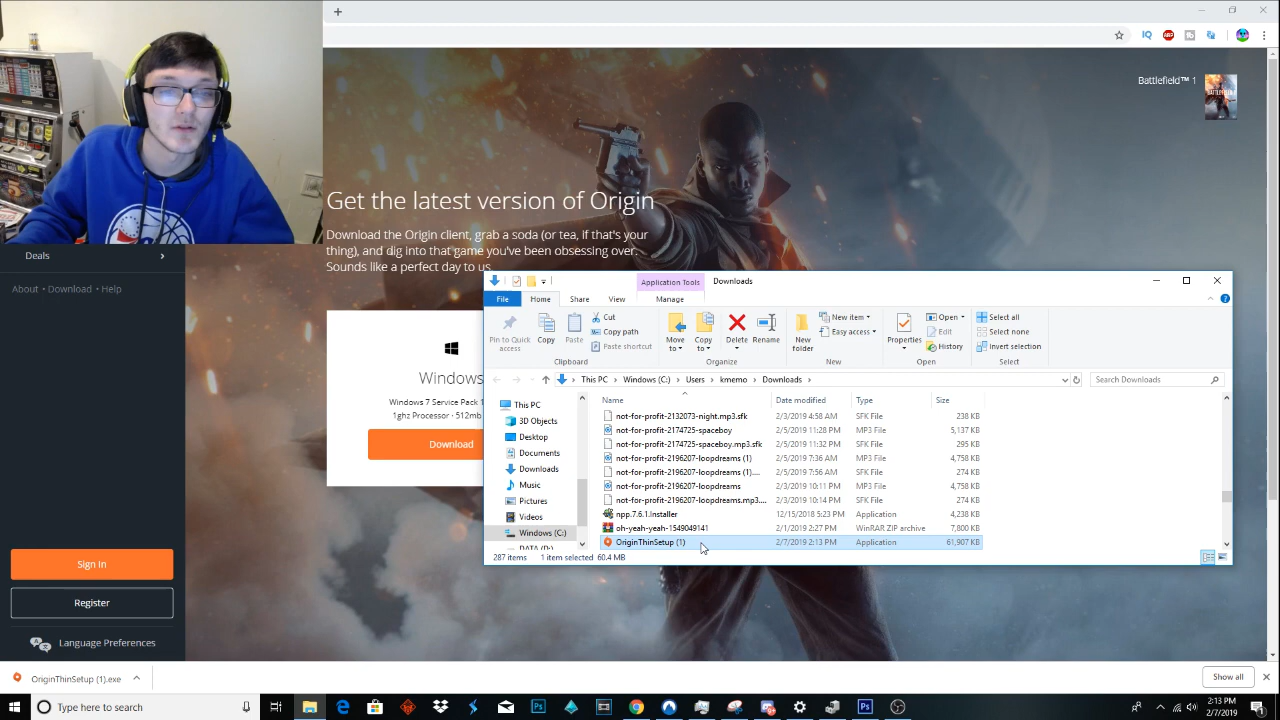 Battlefield™ 1
Get the latest version of Origin
Download the Origin client, grab a soda (or tea, if that's your
thing), and dig into that game you've been obsessing over.
Sounds like a perfect day to us.
Deals
About • Download • Help
Windows
Windows 7 Service Pack 1
1ghz Processor · 512mb
Download
Sign In
Register
Language Preferences
Application Tools
Downloads
File
Home
Share
View
Manage
Pin to Quick access
Copy
Paste
Cut
Copy path
Paste shortcut
Move to
Copy to
Delete
Rename
New folder
New item
Easy access
Properties
Open
Edit
History
Select all
Select none
Invert selection
Clipboard
Organize
New
Open
Select
This PC
Windows (C:)
Users
kmemo
Downloads
Search Downloads
This PC
3D Objects
Desktop
Documents
Downloads
Music
Pictures
Videos
Windows (C:)
DATA (D:)
Name Date modified Type Size
not-for-profit-2132073-night.mp3.sfk 2/3/2019 4:58 AM SFK File 238 KB
not-for-profit-2174725-spaceboy 2/5/2019 11:28 PM MP3 File 5,137 KB
not-for-profit-2174725-spaceboy.mp3.sfk 2/5/2019 11:32 PM SFK File 295 KB
not-for-profit-2196207-loopdreams (1) 2/5/2019 7:36 AM MP3 File 4,758 KB
not-for-profit-2196207-loopdreams (1).... 2/5/2019 7:56 AM SFK File 274 KB
not-for-profit-2196207-loopdreams 2/3/2019 10:11 PM MP3 File 4,758 KB
not-for-profit-2196207-loopdreams.mp3.... 2/3/2019 10:14 PM SFK File 274 KB
npp.7.6.1.Installer 12/15/2018 5:23 PM Application 4,238 KB
oh-yeah-yeah-1549049141 2/1/2019 2:27 PM WinRAR ZIP archive 7,800 KB
OriginThinSetup (1) 2/7/2019 2:13 PM Application 61,907 KB
287 items 1 item selected 60.4 MB
OriginThinSetup (1).exe
Show all
Type here to search
2:13 PM
2/7/2019